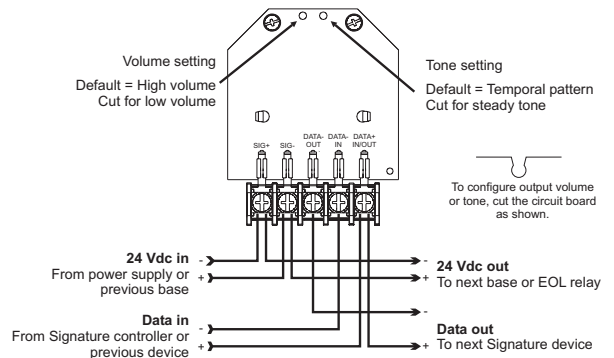 Volume setting
Default = High volume
Cut for low volume
Tone setting
Default = Temporal pattern
Cut for steady tone
SIG+
SIG-
DATA-
OUT
DATA-
IN
DATA+
IN/OUT
To configure output volume
or tone, cut the circuit board
as shown.
24 Vdc in
From power supply or
previous base
-
+
Data in
From Signature controller or
previous device
-
+
-
+
24 Vdc out
To next base or EOL relay
-
+
Data out
To next Signature device